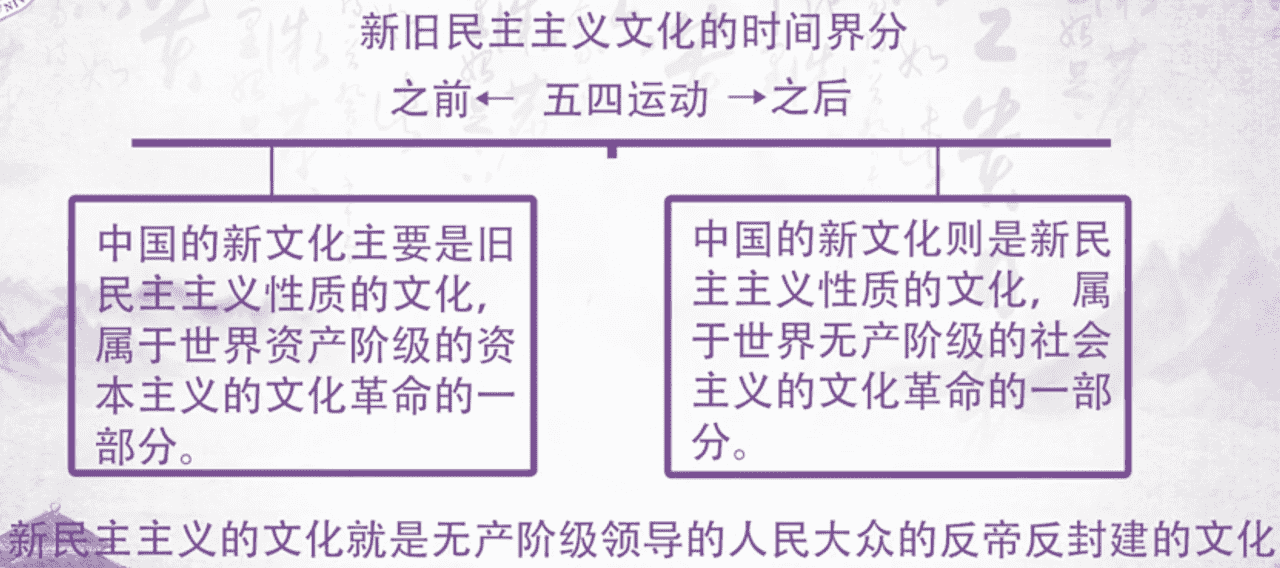 新旧民主主义文化的时间界分
之前← 五四运动 →之后
中国的新文化主要是旧
民主主义性质的文化,
属于世界资产阶级的资
本主义的文化革命的一
部分。
中国的新文化则是新民
主主义性质的文化, 属
于世界无产阶级的社会
主义的文化革命的一部
分。
新民主主义的文化就是无产阶级领导的人民大众的反帝反封建的文化